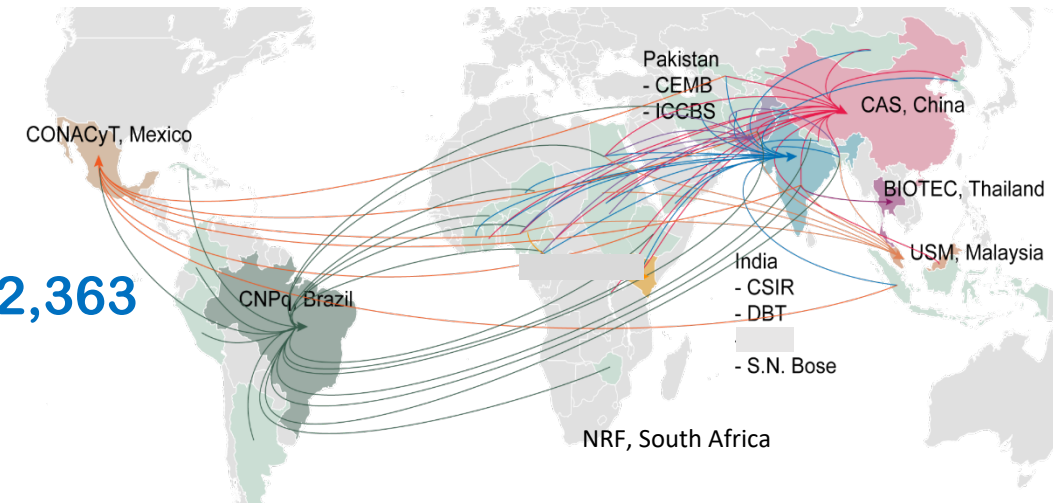 Pakistan
- CEMB
- ICCBS
CAS, China
CONACyT, Mexico
BIOTEC, Thailand
USM, Malaysia
India
- CSIR
- DBT
- S.N. Bose
2,363
CNPq, Brazil
NRF, South Africa